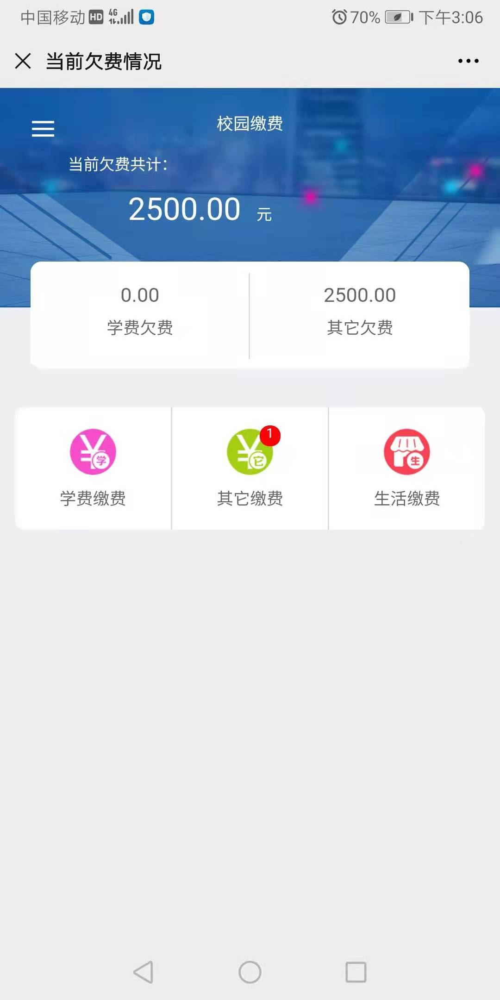 中国移动 HD 4G 70% 下午3:06
当前欠费情况
校园缴费
当前欠费共计：
2500.00 元
0.00 2500.00
学费欠费 其它欠费
¥学 ¥它 1 生
学费缴费 其它缴费 生活缴费